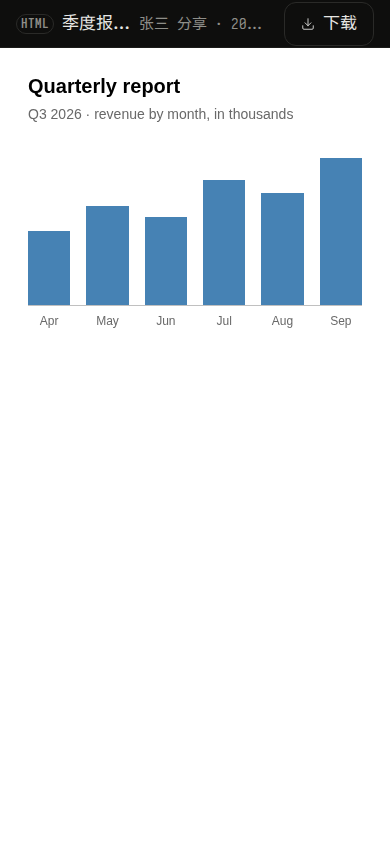 HTML 季度报… 张三 分享 · 20… 下载
Quarterly report
Q3 2026 · revenue by month, in thousands
Apr May Jun Jul Aug Sep